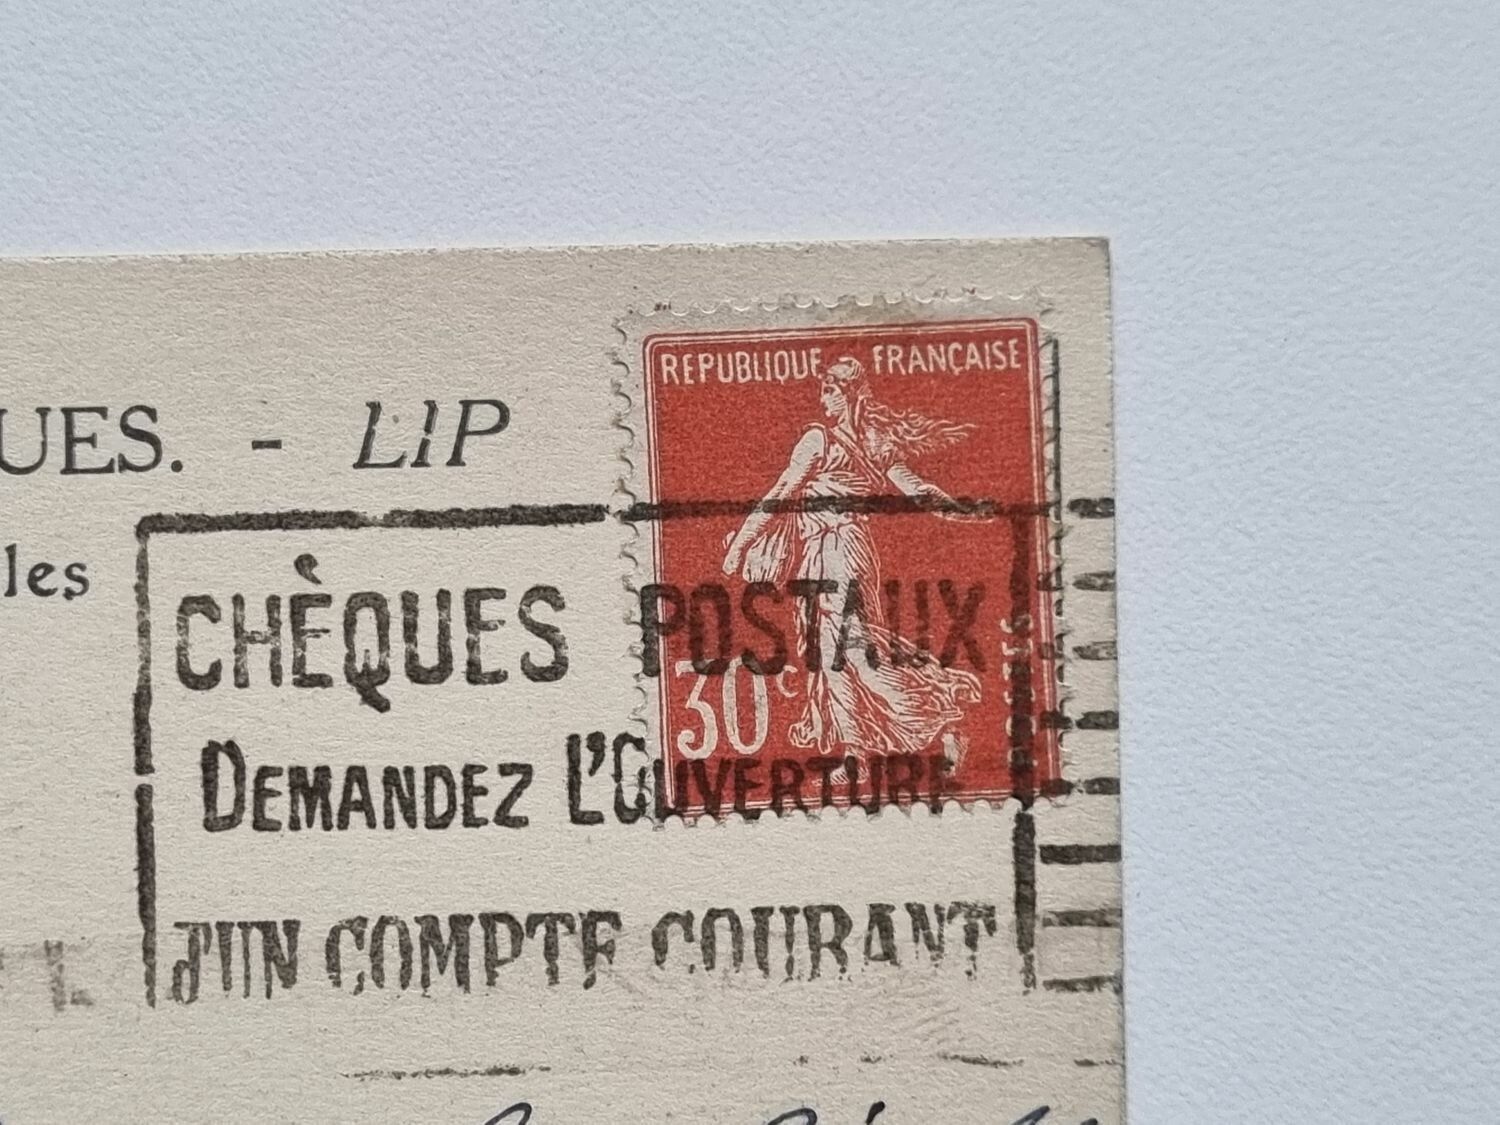 REPUBLIQUE FRANÇAISE
UES. - LIP
les
CHÈQUES POSTAUX
30c
DEMANDEZ L'OUVERTURE
D'UN COMPTE COURANT